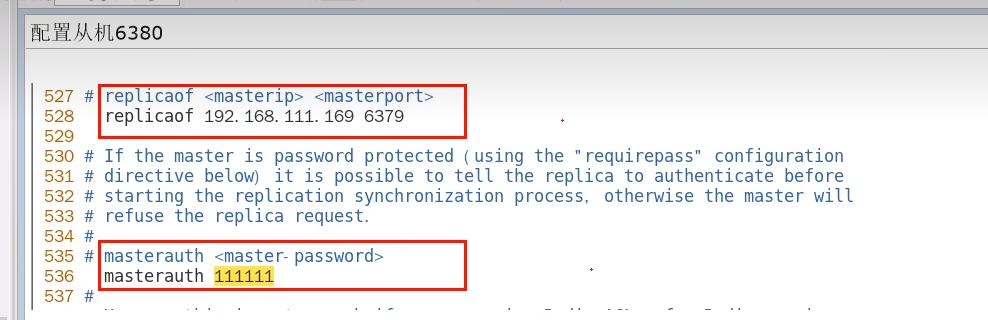 配置从机6380
527 # replicaof <masterip> <masterport>
528 replicaof 192.168.111.169 6379
529
530 # If the master is password protected (using the "requirepass" configuration
531 # directive below) it is possible to tell the replica to authenticate before
532 # starting the replication synchronization process, otherwise the master will
533 # refuse the replica request.
534 #
535 # masterauth <master-password>
536 masterauth 111111
537 #